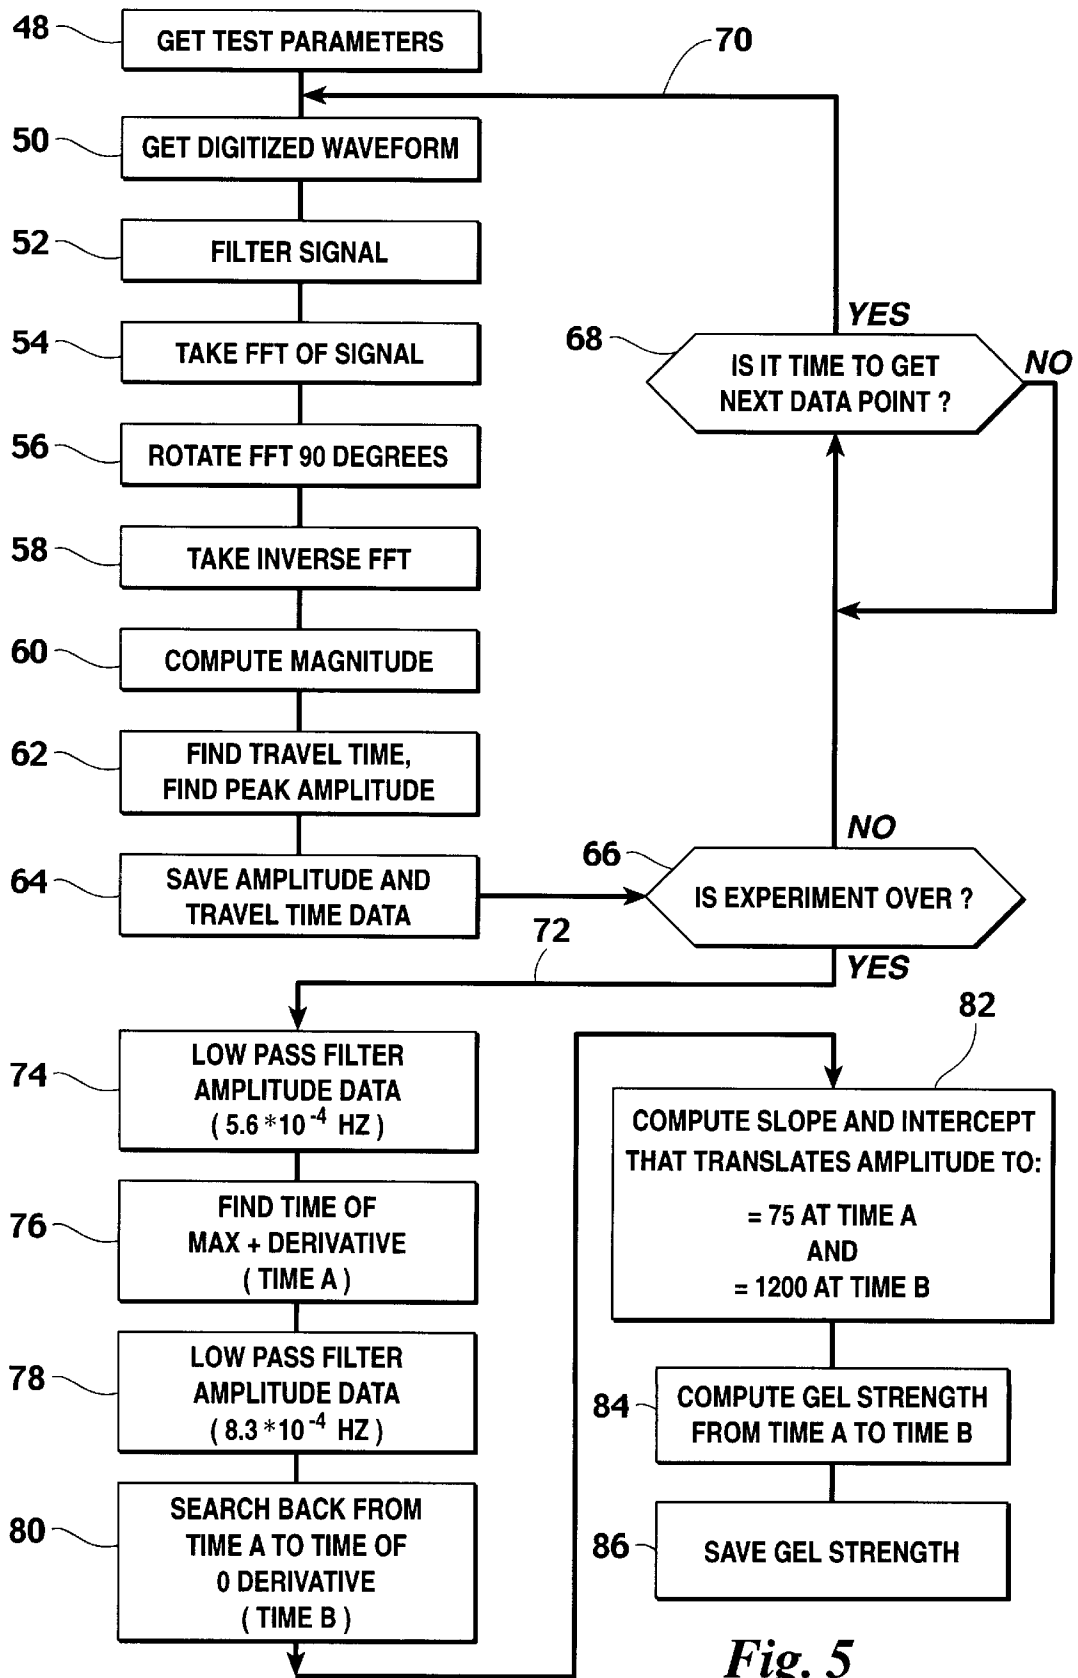 48
GET TEST PARAMETERS
70
50
GET DIGITIZED WAVEFORM
52
FILTER SIGNAL
54
TAKE FFT OF SIGNAL
56
ROTATE FFT 90 DEGREES
58
TAKE INVERSE FFT
60
COMPUTE MAGNITUDE
62
FIND TRAVEL TIME,
FIND PEAK AMPLITUDE
64
SAVE AMPLITUDE AND
TRAVEL TIME DATA
66
IS EXPERIMENT OVER ?
NO
YES
68
IS IT TIME TO GET
NEXT DATA POINT ?
YES
NO
72
74
LOW PASS FILTER
AMPLITUDE DATA
( 5.6 *10⁻⁴ HZ )
76
FIND TIME OF
MAX + DERIVATIVE
( TIME A )
78
LOW PASS FILTER
AMPLITUDE DATA
( 8.3 *10⁻⁴ HZ )
80
SEARCH BACK FROM
TIME A TO TIME OF
0 DERIVATIVE
( TIME B )
82
COMPUTE SLOPE AND INTERCEPT
THAT TRANSLATES AMPLITUDE TO:
= 75 AT TIME A
AND
= 1200 AT TIME B
84
COMPUTE GEL STRENGTH
FROM TIME A TO TIME B
86
SAVE GEL STRENGTH
Fig. 5